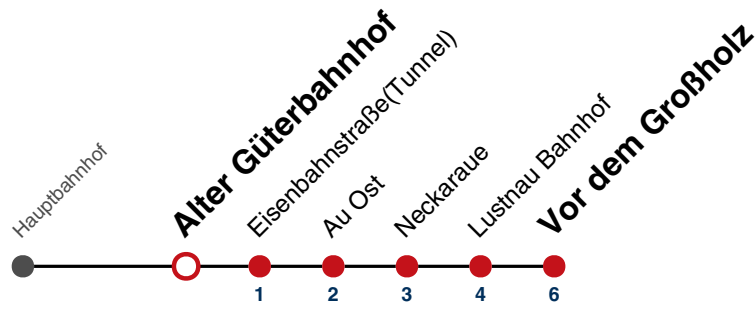 Hauptbahnhof
Alter Güterbahnhof
Eisenbahnstraße(Tunnel)
Au Ost
Neckaraue
Lustnau Bahnhof
Vor dem Großholz
1
2
3
4
6